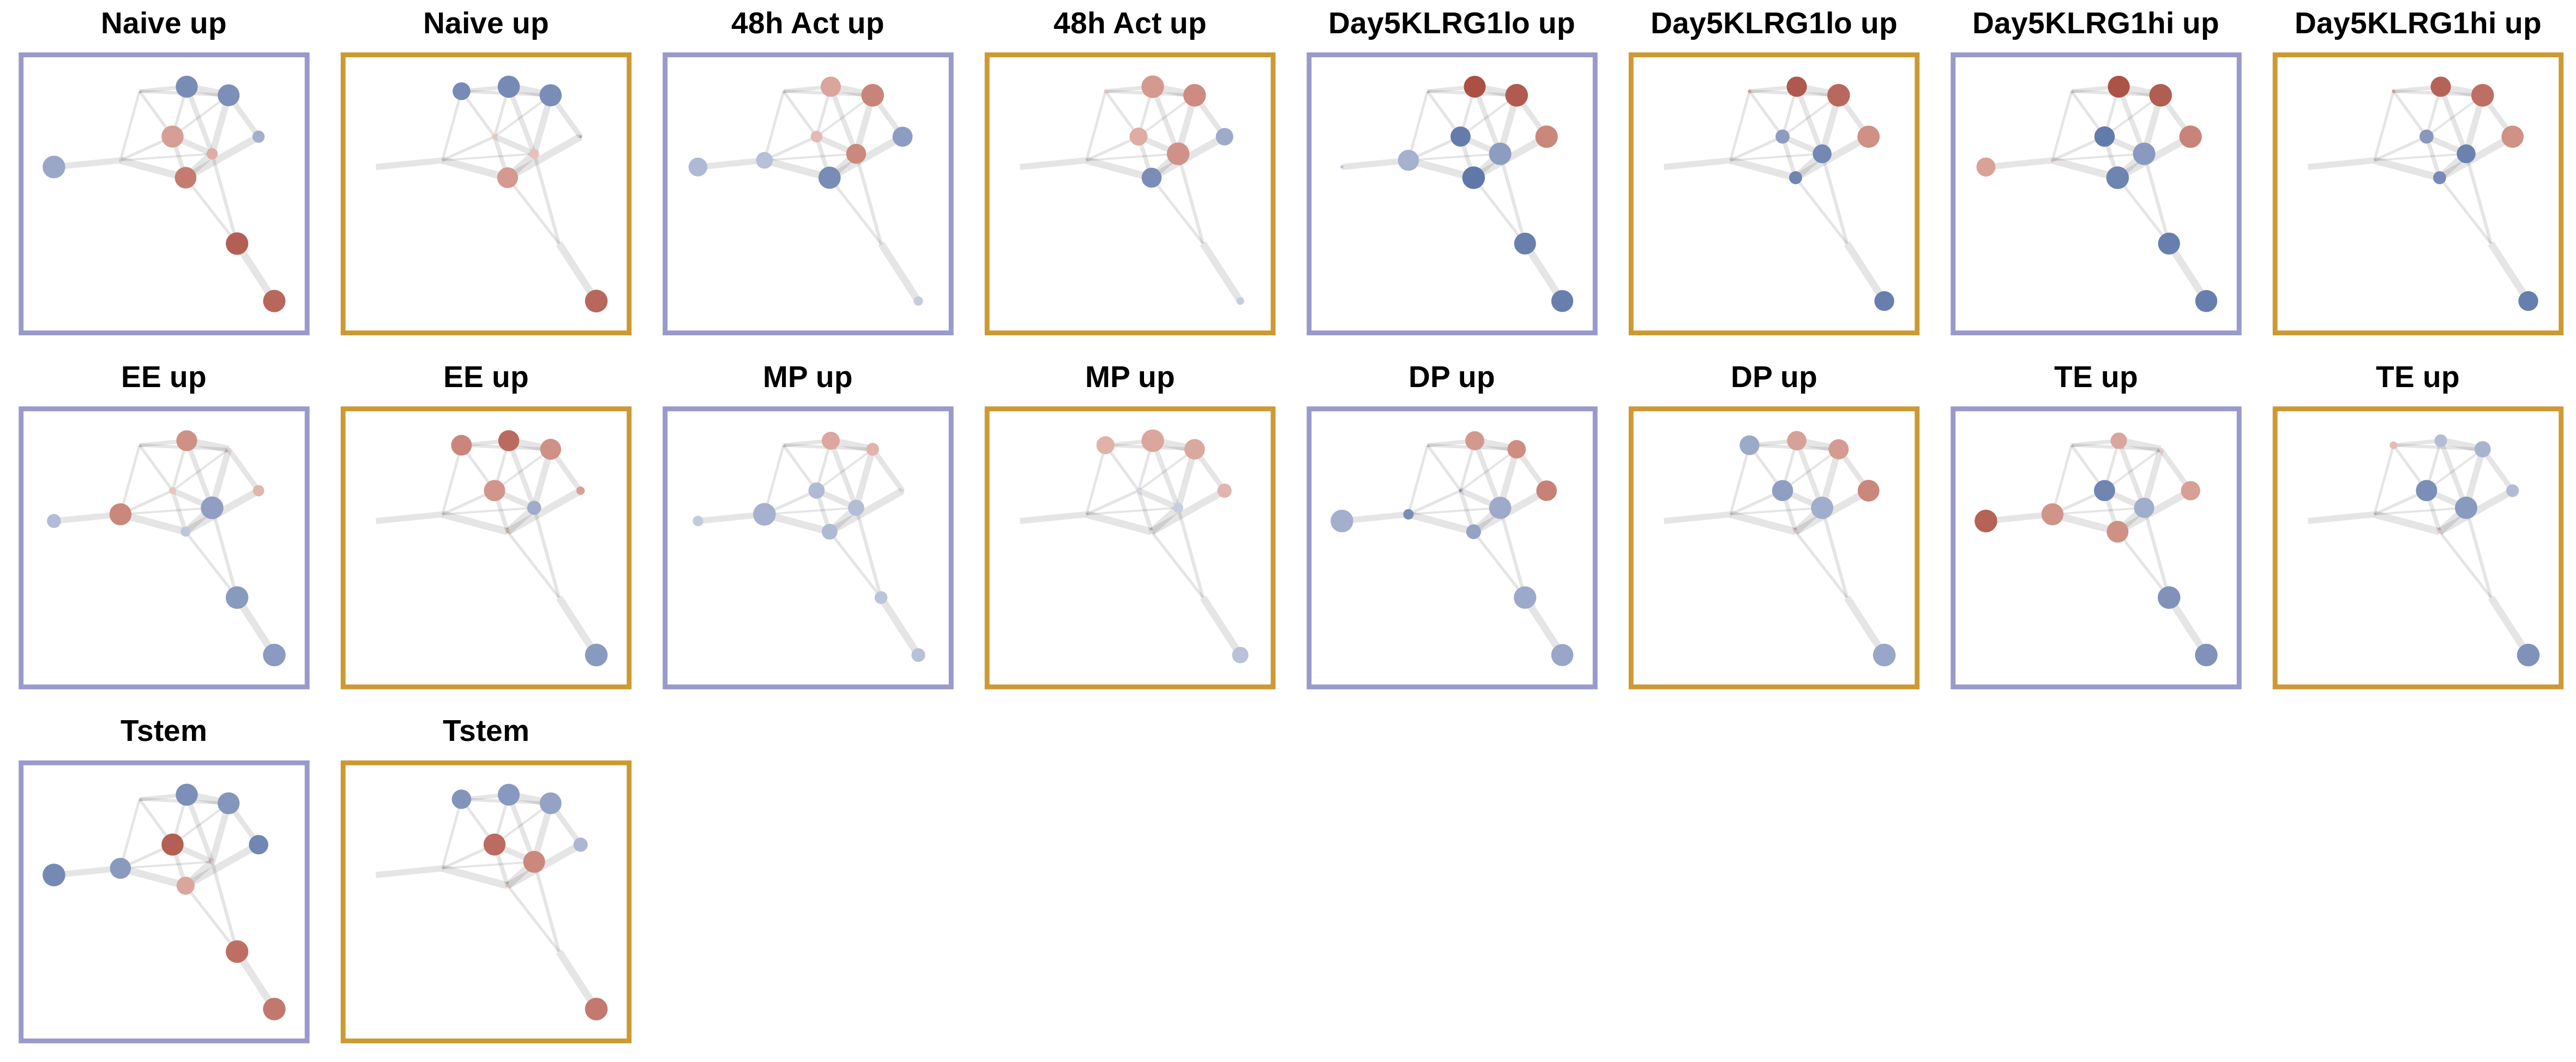 Naive up
Naive up
48h Act up
48h Act up
Day5KLRG1lo up
Day5KLRG1lo up
Day5KLRG1hi up
Day5KLRG1hi up
EE up
EE up
MP up
MP up
DP up
DP up
TE up
TE up
Tstem
Tstem